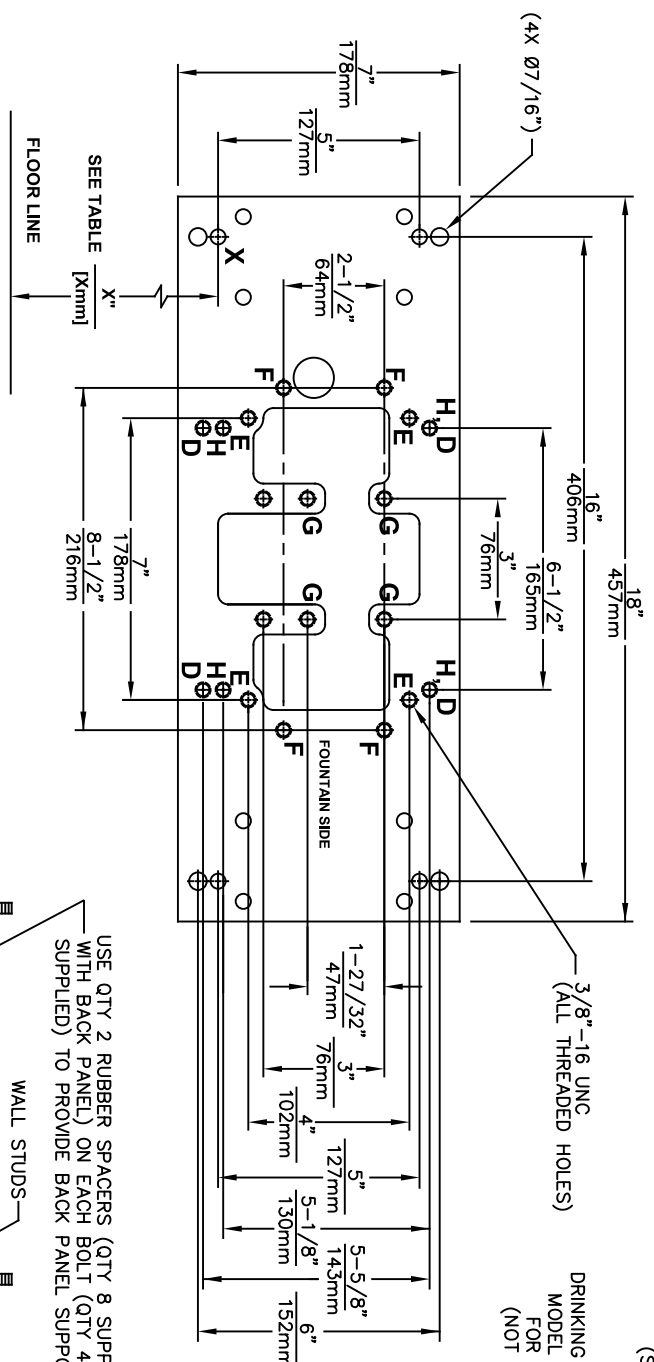 18"
457mm
16"
406mm
6-1/2"
165mm
3"
76mm
(4X Ø7/16")
3/8"-16 UNC
(ALL THREADED HOLES)
7"
178mm
5"
127mm
2-1/2"
64mm
X
F
F
H, D
E
E
H
D
G
G
G
G
H, D
E
E
H
D
F
F
FOUNTAIN SIDE
7"
178mm
8-1/2"
216mm
SEE TABLE
X"
[Xmm]
FLOOR LINE
1-27/32"
47mm
3"
76mm
4"
102mm
5"
127mm
5-1/8"
130mm
5-5/8"
143mm
6"
152mm
DRINKING
MODEL
FOR
(NOT
USE QTY 2 RUBBER SPACERS (QTY 8 SUPP
WITH BACK PANEL) ON EACH BOLT (QTY 4
SUPPLIED) TO PROVIDE BACK PANEL SUPPO
WALL STUDS